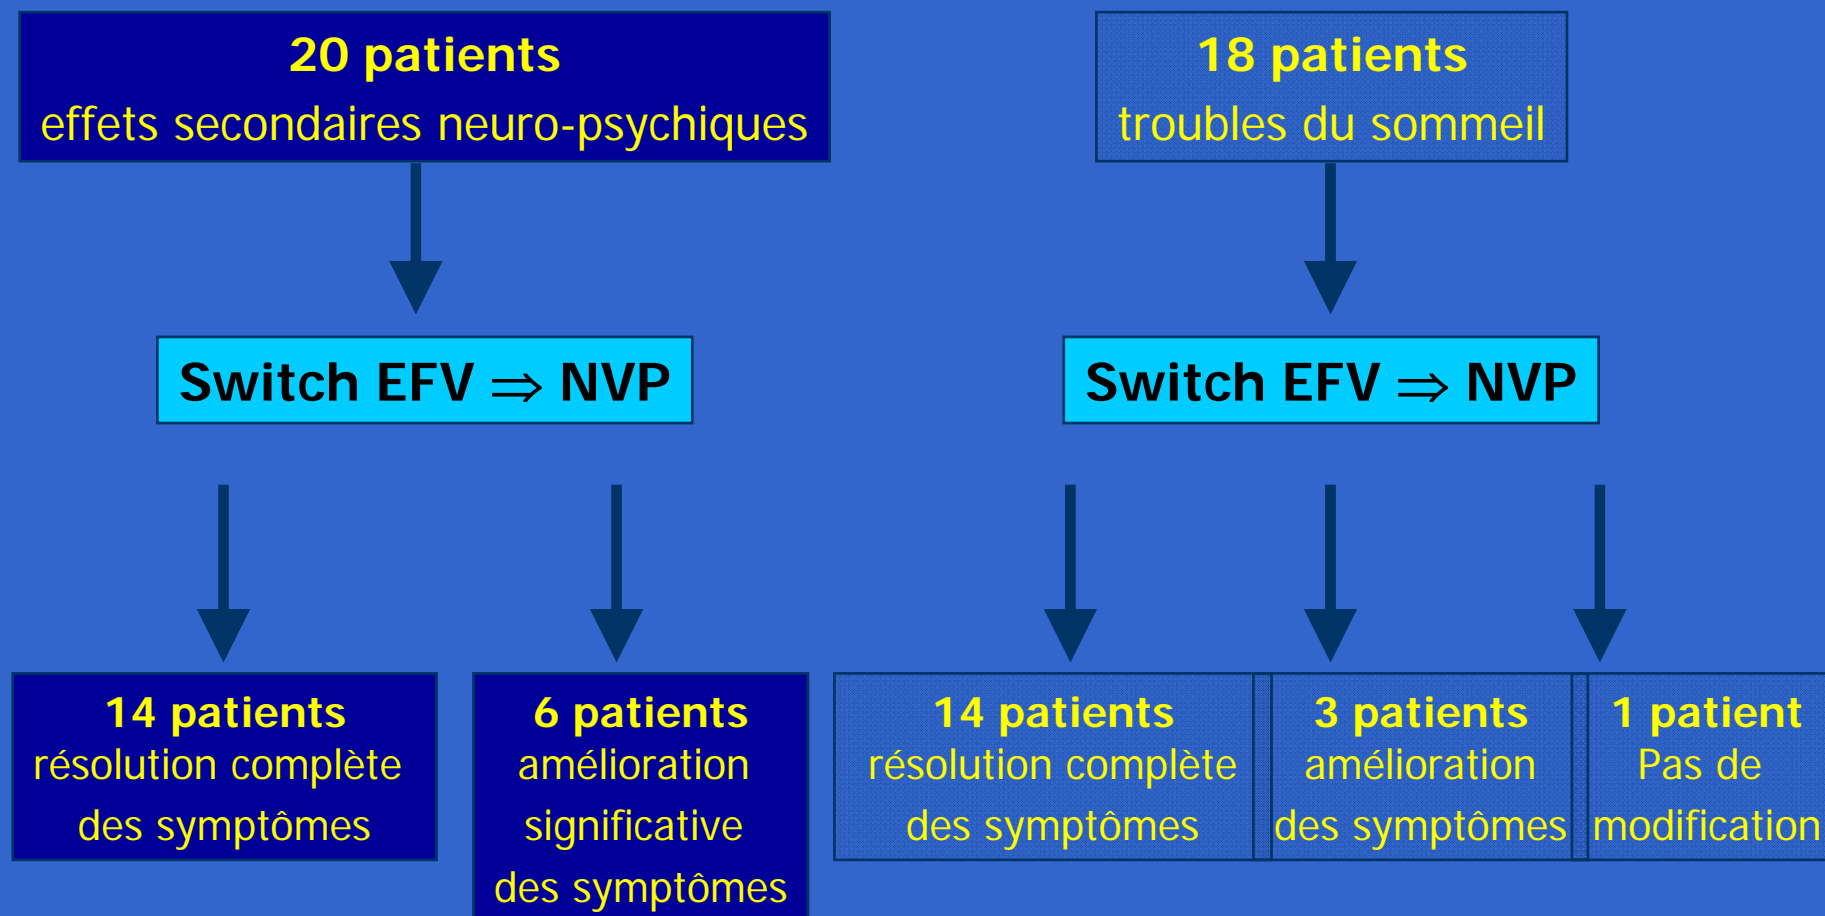 20 patients
effets secondaires neuro-psychiques
18 patients
troubles du sommeil
Switch EFV ⇒ NVP
Switch EFV ⇒ NVP
14 patients
résolution complète
des symptômes
6 patients
amélioration
significative
des symptômes
14 patients
résolution complète
des symptômes
3 patients
amélioration
des symptômes
1 patient
Pas de
modification